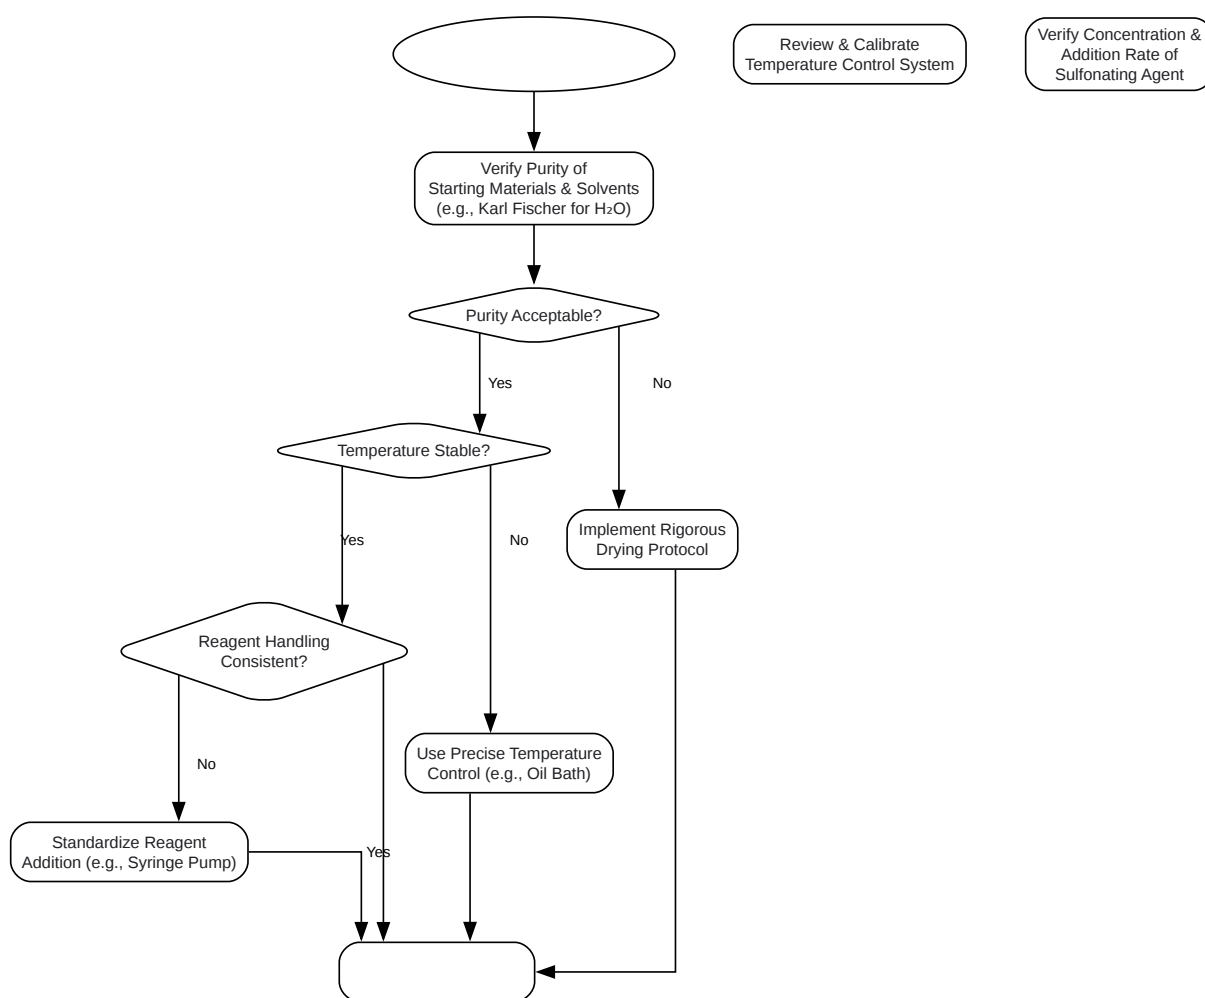 Review & Calibrate
Temperature Control System
Verify Concentration &
Addition Rate of
Sulfonating Agent
Verify Purity of
Starting Materials & Solvents
(e.g., Karl Fischer for H₂O)
Purity Acceptable?
Yes
No
Temperature Stable?
Yes
No
Implement Rigorous
Drying Protocol
Reagent Handling
Consistent?
No
Use Precise Temperature
Control (e.g., Oil Bath)
Standardize Reagent
Addition (e.g., Syringe Pump)
Yes